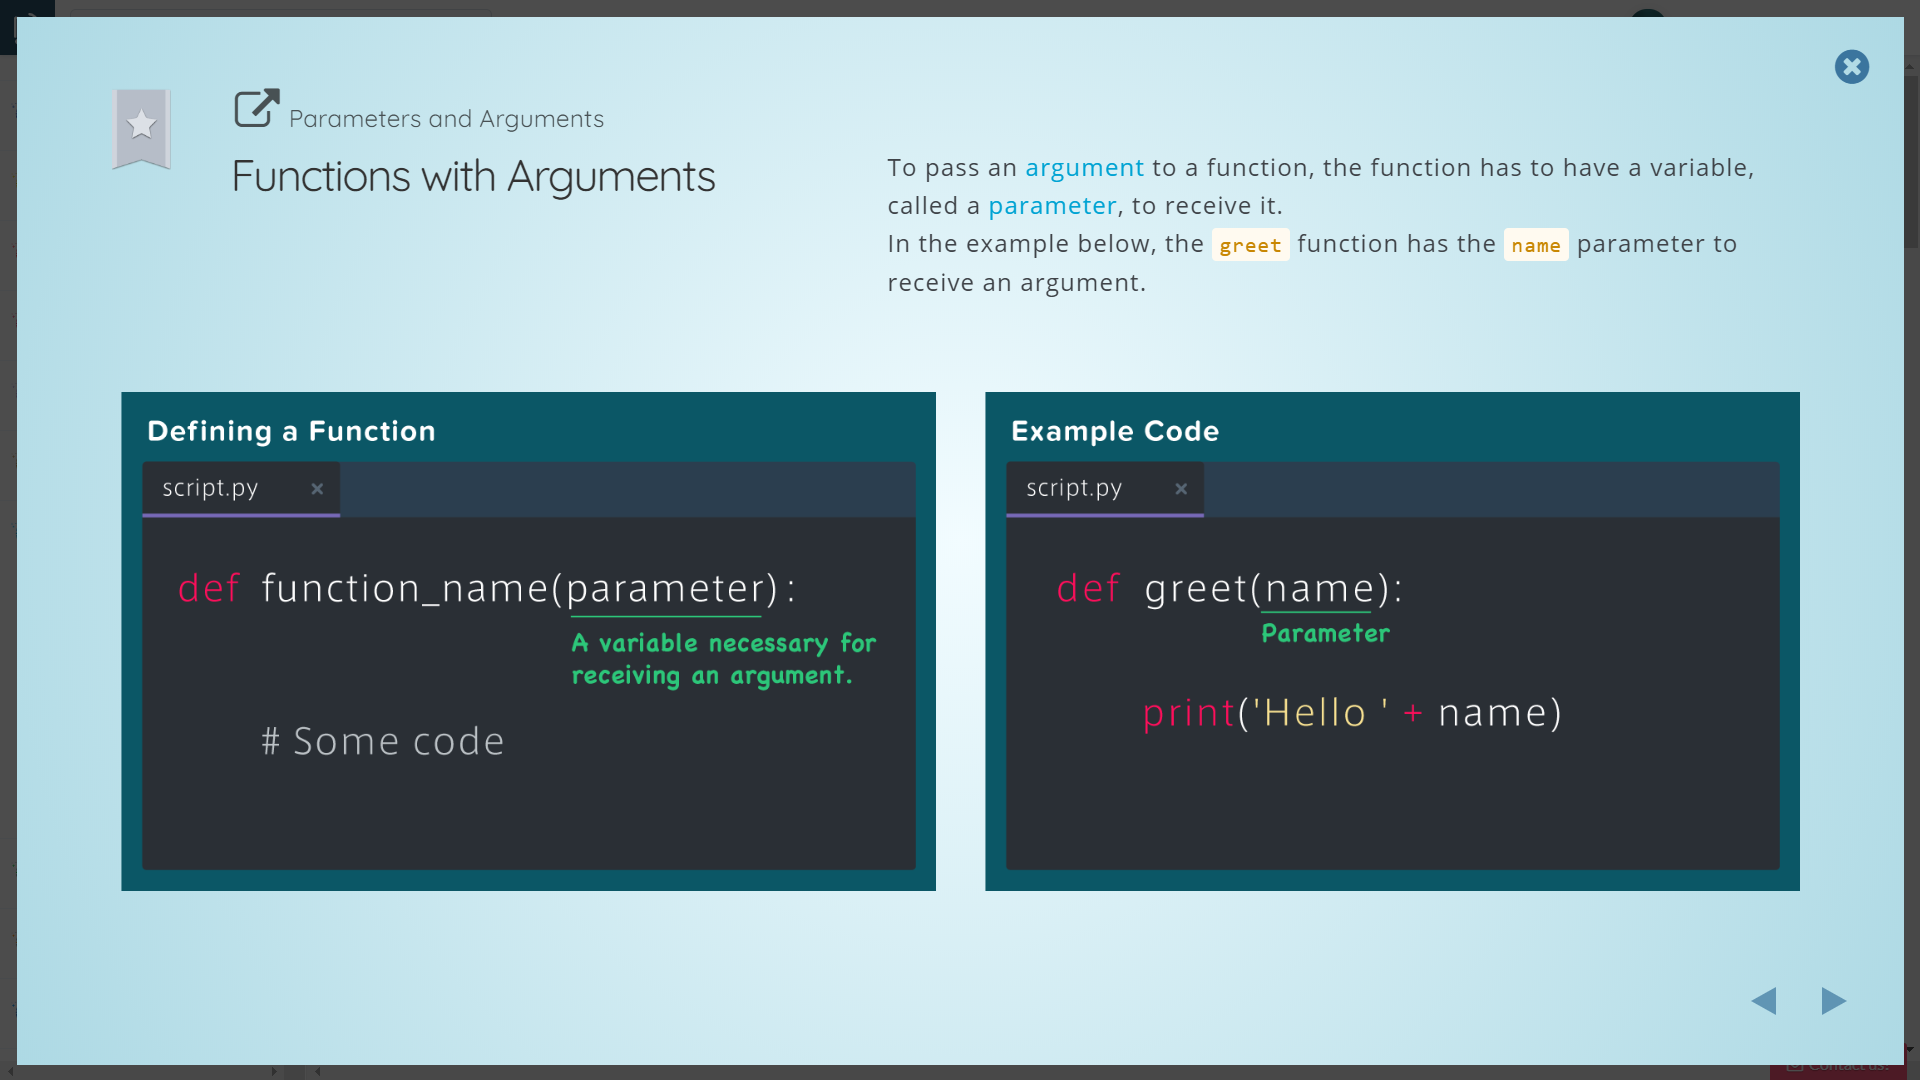 Parameters and Arguments
Functions with Arguments
To pass an argument to a function, the function has to have a variable,
called a parameter, to receive it.
In the example below, the greet function has the name parameter to
receive an argument.
Defining a Function
script.py ×
def function_name(parameter):
A variable necessary for
receiving an argument.
# Some code
Example Code
script.py ×
def greet(name):
Parameter
print('Hello ' + name)
Contact us!